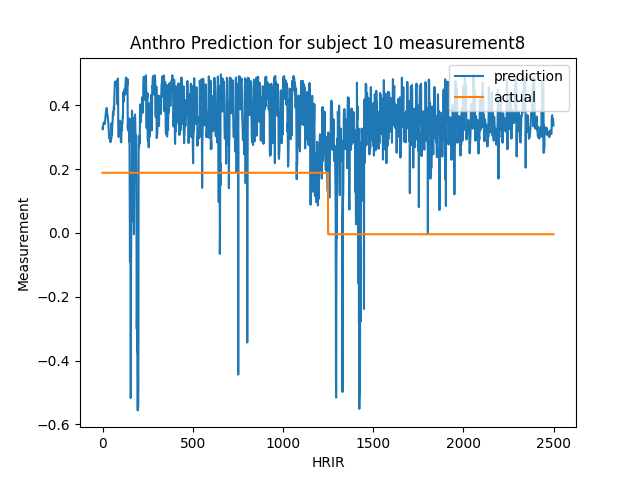 Anthro Prediction for subject 10 measurement8
prediction
actual
0.4
0.2
0.0
−0.2
−0.4
−0.6
Measurement
0 500 1000 1500 2000 2500
HRIR